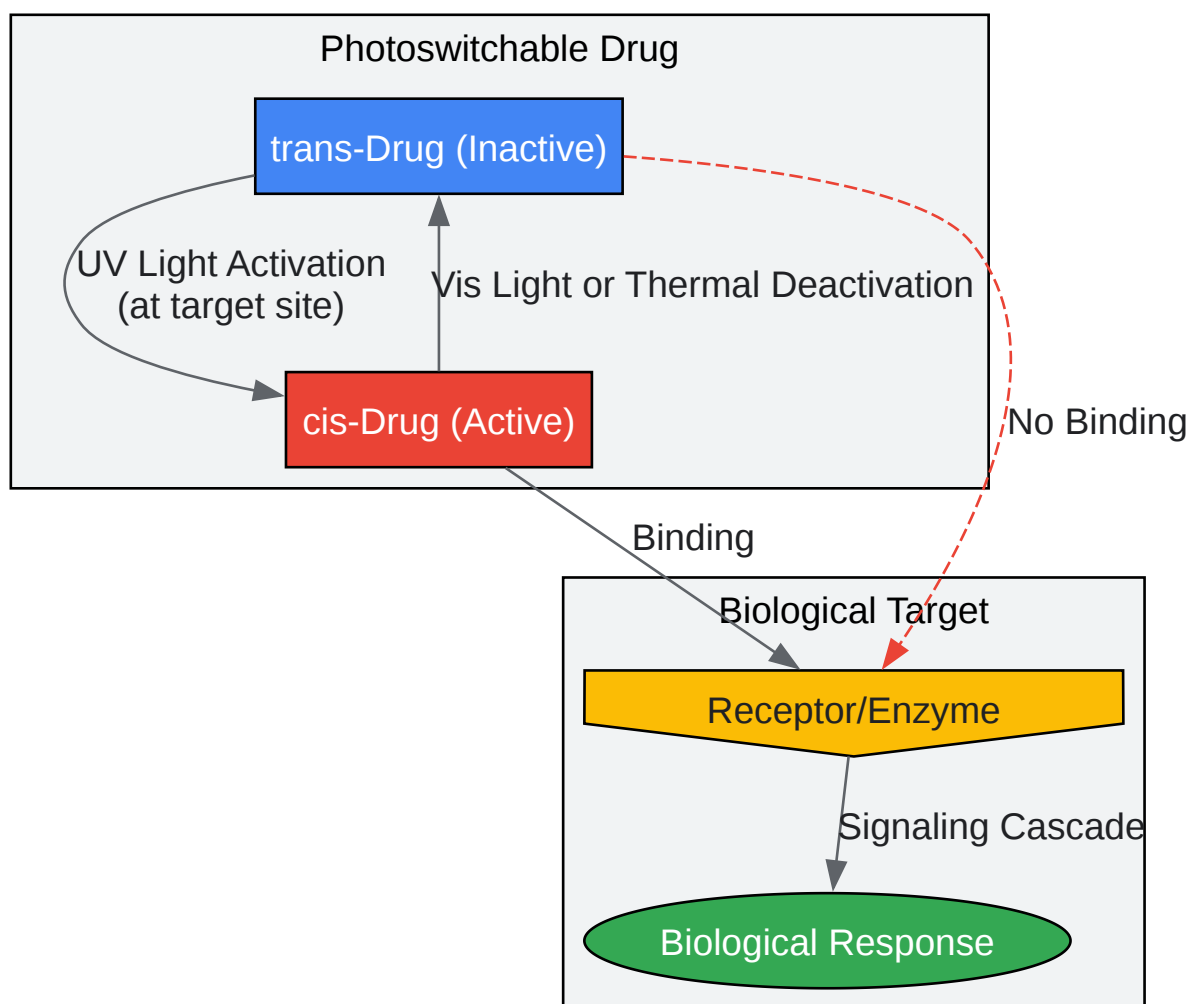 Photoswitchable Drug
trans-Drug (Inactive)
UV Light Activation
(at target site)
Vis Light or Thermal Deactivation
cis-Drug (Active)
No Binding
Binding
Biological Target
Receptor/Enzyme
Signaling Cascade
Biological Response